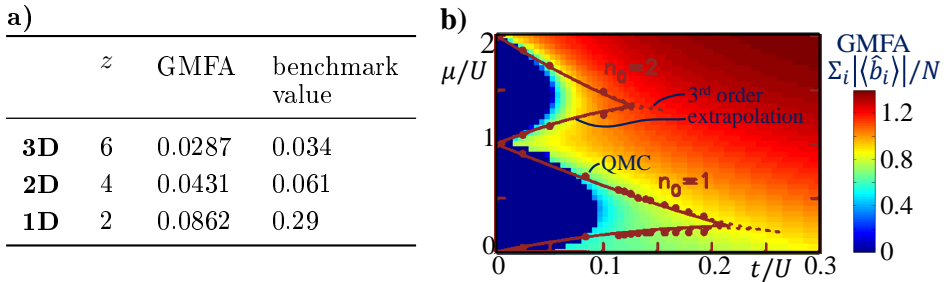 a)
z GMFA benchmark value
3D 6 0.0287 0.034
2D 4 0.0431 0.061
1D 2 0.0862 0.29
b)
2
μ/U
1
0
n₀=2
3rd order
extrapolation
QMC
n₀=1
0 0.1 0.2 t/U 0.3
GMFA
Σᵢ|⟨b̂ᵢ⟩|/N
1.2
0.8
0.4
0